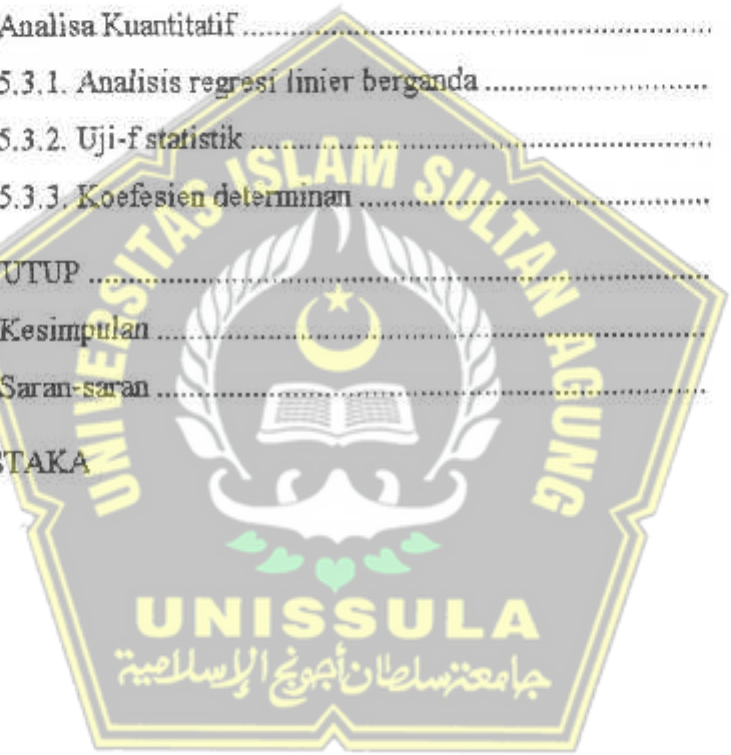 Analisa Kuantitatif ..........
5.3.1. Analisis regresi linier berganda ..........
5.3.2. Uji-f statistik ..........
5.3.3. Koefesien determinan ..........
UTUP ..........
Kesimpulan ..........
Saran-saran ..........
STAKA
UNIVERSITAS ISLAM SULTAN AGUNG
UNISSULA
جامعة سلطان أجونج الإسلامية